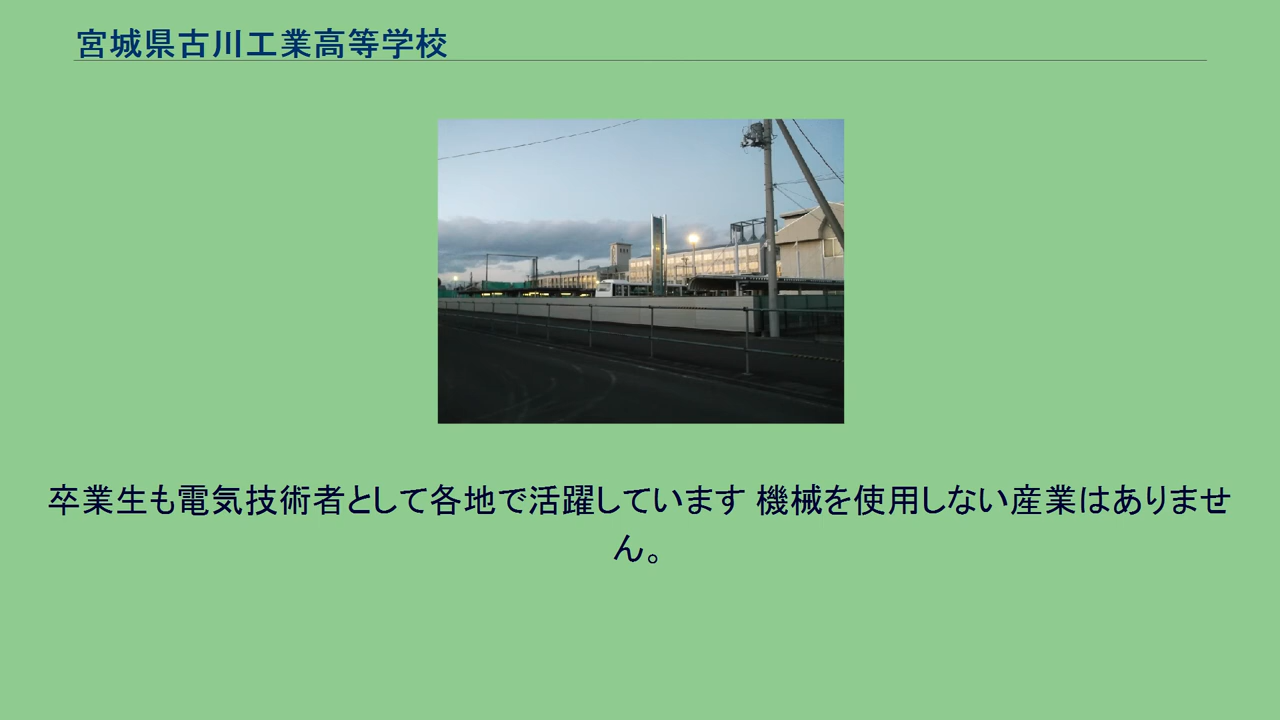 宮城県古川工業高等学校
卒業生も電気技術者として各地で活躍しています 機械を使用しない産業はありませ
ん。